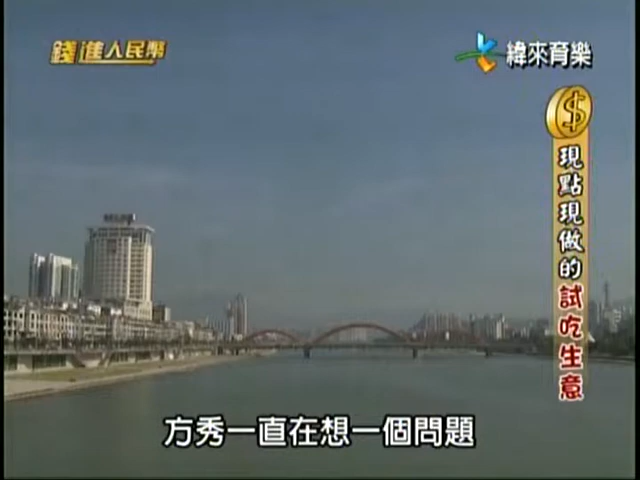 錢進人民幣
緯來育樂
$
現點現做的試吃生意
方秀一直在想一個問題